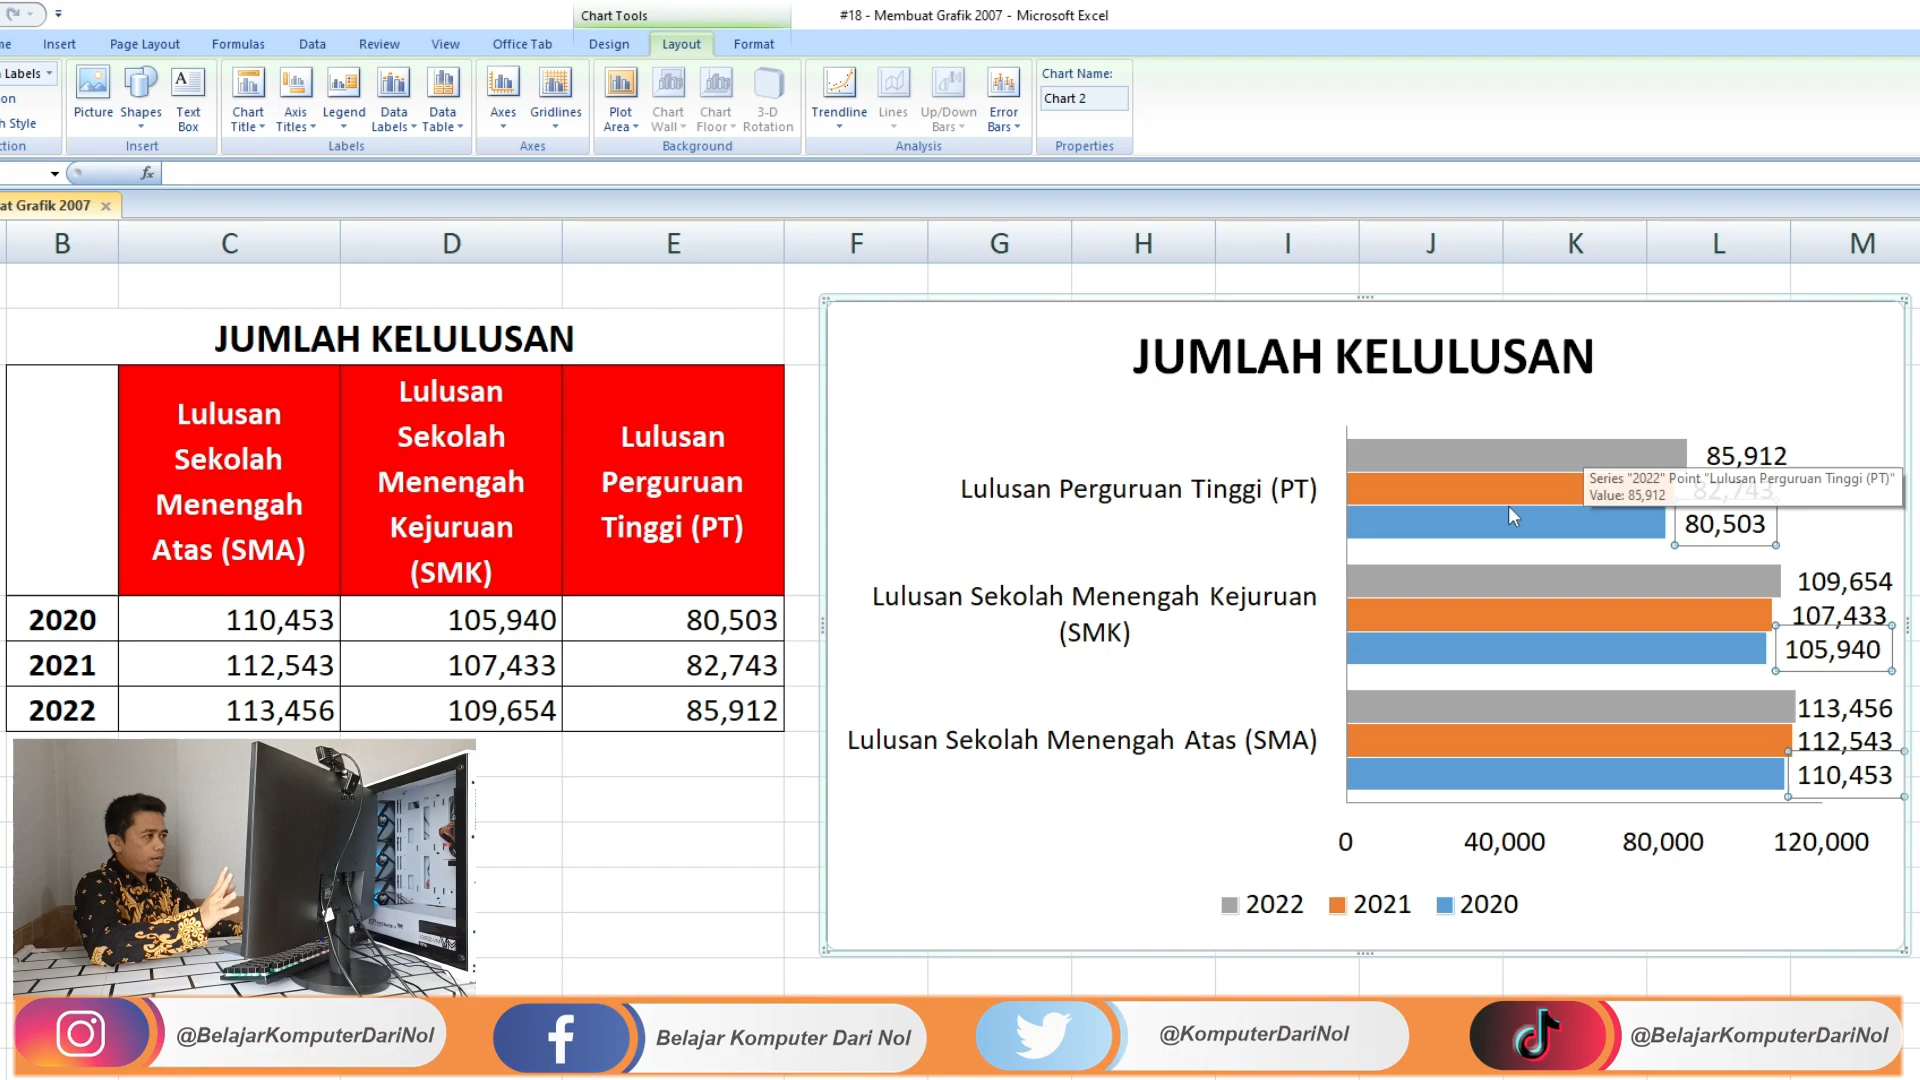 Chart Tools
#18 - Membuat Grafik 2007 - Microsoft Excel
me Insert Page Layout Formulas Data Review View Office Tab Design Layout Format
Labels
Picture Shapes Text Box
Chart Title Axis Titles Legend Data Labels Data Table
Axes Gridlines
Plot Area Chart Wall Chart Floor 3-D Rotation
Trendline Lines Up/Down Bars Error Bars
Chart Name:
Chart 2
on
h Style
ction Insert Labels Axes Background Analysis Properties
fx
at Grafik 2007
B C D E F G H I J K L M
JUMLAH KELULUSAN
Lulusan Sekolah Menengah Atas (SMA)
Lulusan Sekolah Menengah Kejuruan (SMK)
Lulusan Perguruan Tinggi (PT)
2020 110,453 105,940 80,503
2021 112,543 107,433 82,743
2022 113,456 109,654 85,912
JUMLAH KELULUSAN
Lulusan Perguruan Tinggi (PT)
85,912
82,743
80,503
Series "2022" Point "Lulusan Perguruan Tinggi (PT)"
Value: 85,912
Lulusan Sekolah Menengah Kejuruan
(SMK)
109,654
107,433
105,940
Lulusan Sekolah Menengah Atas (SMA)
113,456
112,543
110,453
0 40,000 80,000 120,000
2022 2021 2020
@BelajarKomputerDariNol
Belajar Komputer Dari Nol
@KomputerDariNol
@BelajarKomputerDariNol